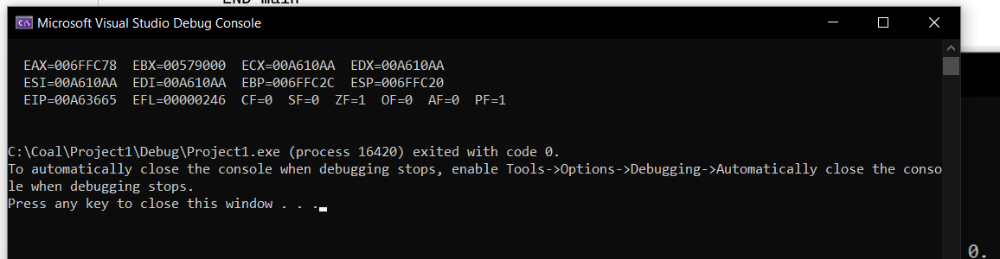 END main
Microsoft Visual Studio Debug Console
EAX=006FFC78  EBX=00579000  ECX=00A610AA  EDX=00A610AA
ESI=00A610AA  EDI=00A610AA  EBP=006FFC2C  ESP=006FFC20
EIP=00A63665  EFL=00000246  CF=0  SF=0  ZF=1  OF=0  AF=0  PF=1
C:\Coal\Project1\Debug\Project1.exe (process 16420) exited with code 0.
To automatically close the console when debugging stops, enable Tools->Options->Debugging->Automatically close the conso
le when debugging stops.
Press any key to close this window . . .
0.